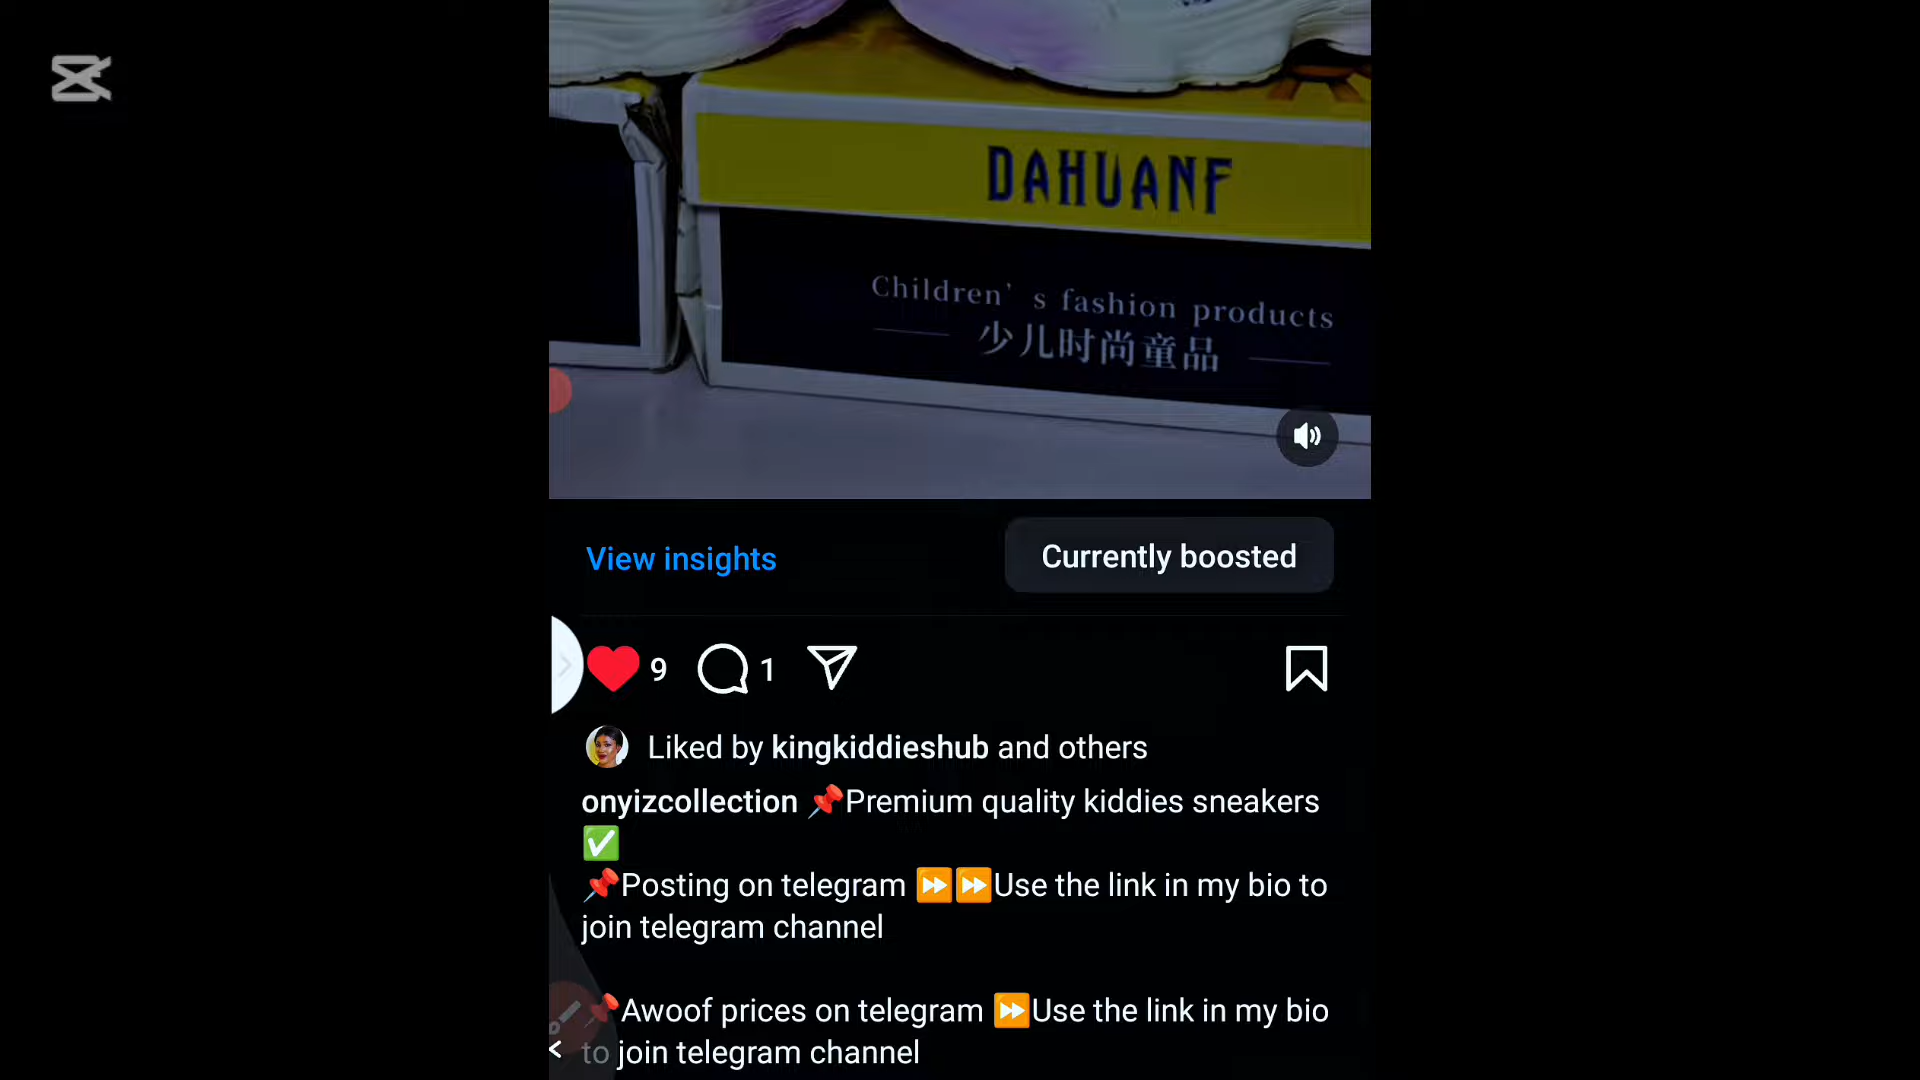 DAHUANF
Children's fashion products
少儿时尚童品
View insights
Currently boosted
9
1
Liked by kingkiddieshub and others
onyizcollection 📌Premium quality kiddies sneakers
✅
📌Posting on telegram ⏩⏩Use the link in my bio to
join telegram channel
📌Awoof prices on telegram ⏩Use the link in my bio
to join telegram channel